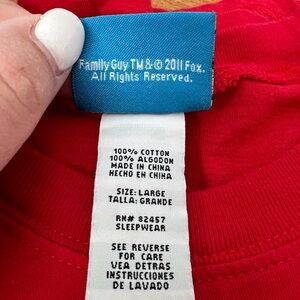 Family Guy TM & © 2011 Fox.
All Rights Reserved.
100% COTTON
100% ALGODON
MADE IN CHINA
HECHO EN CHINA
SIZE: LARGE
TALLA: GRANDE
RN# 82457
SLEEPWEAR
SEE REVERSE
FOR CARE
VEA DETRAS
INSTRUCCIONES
DE LAVADO